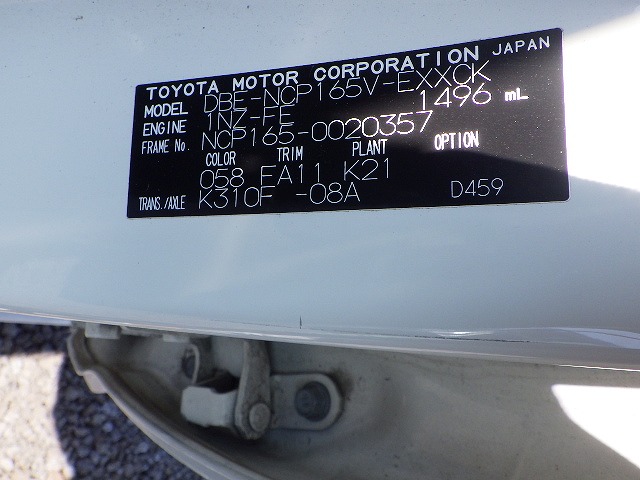 TOYOTA MOTOR CORPORATION JAPAN
MODEL DBE-NCP165V-EXXCK
ENGINE 1NZ-FE 1496 mL
FRAME No. NCP165-0020357
COLOR TRIM PLANT OPTION
058 FA11 K21
TRANS./AXLE K310F -08A D459